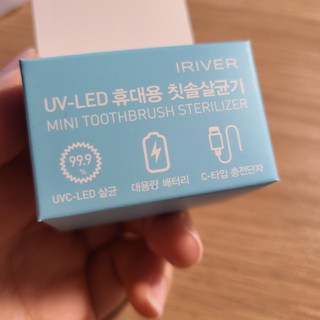 IRIVER
UV-LED 휴대용 칫솔살균기
MINI TOOTHBRUSH STERILIZER
99.9
%
UVC-LED 살균
대용량 배터리
C-타입 충전단자